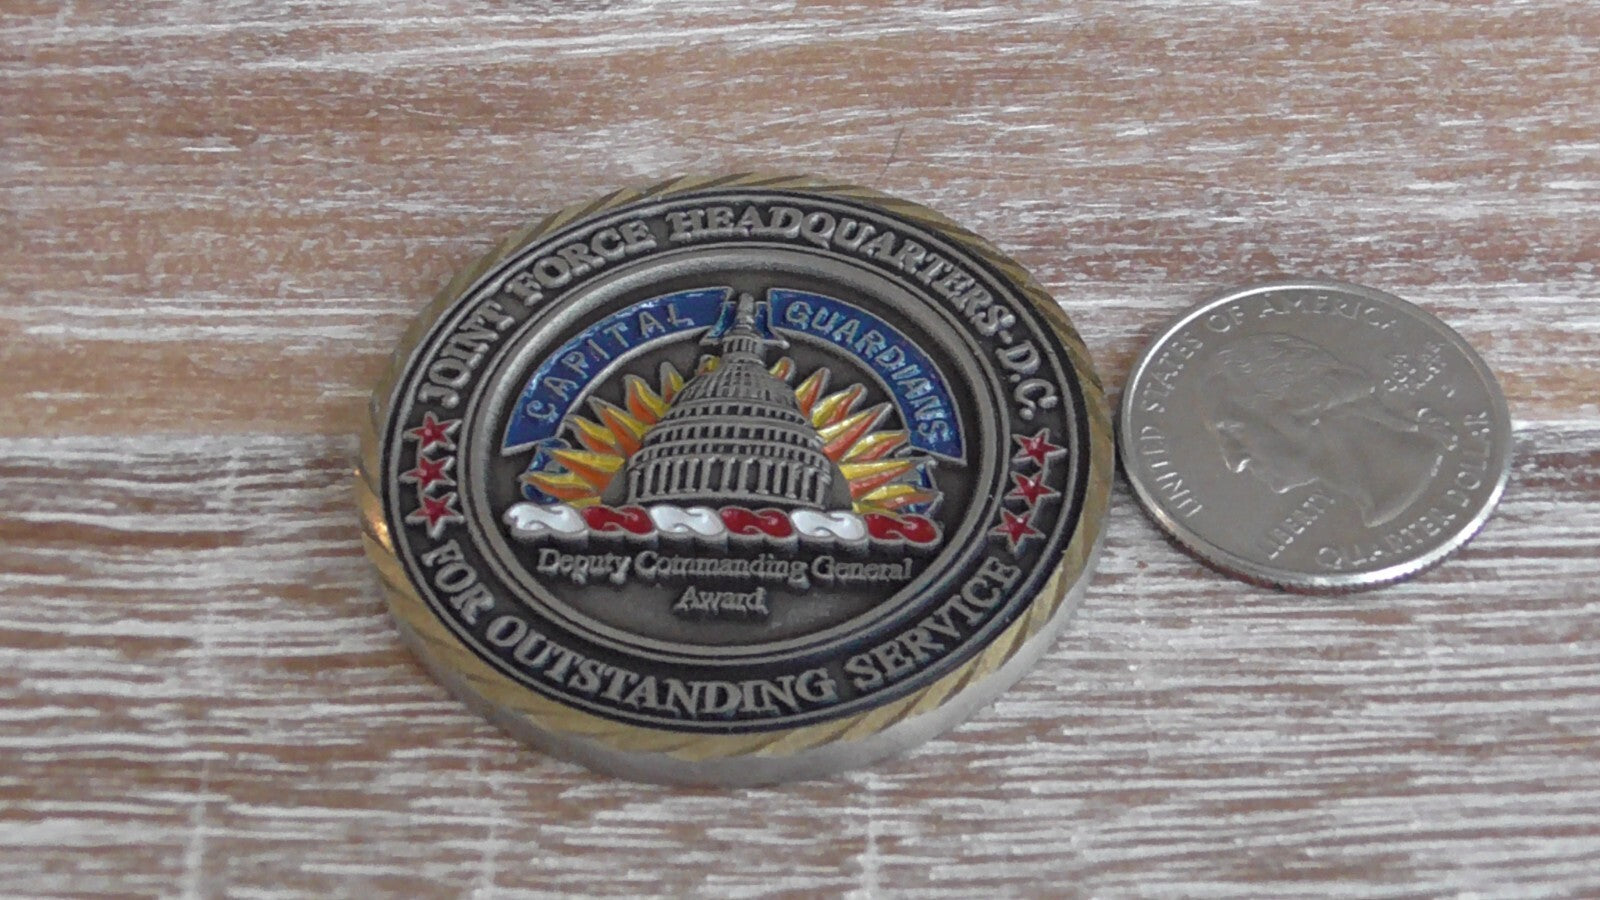 JOINT FORCE HEADQUARTERS-D.C.
CAPITAL GUARDIANS
Deputy Commanding General
Award
FOR OUTSTANDING SERVICE
UNITED STATES OF AMERICA
LIBERTY
QUARTER DOLLAR